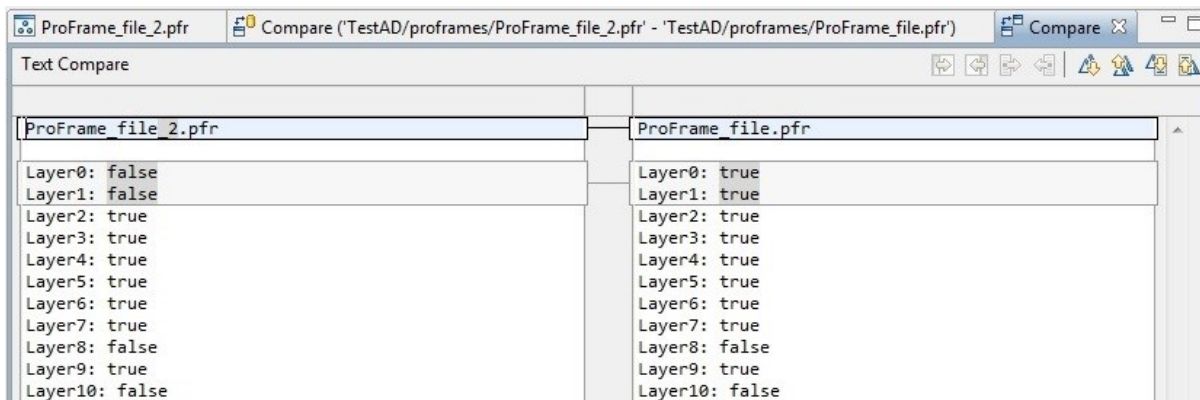 ProFrame_file_2.pfr
Compare ('TestAD/proframes/ProFrame_file_2.pfr' - 'TestAD/proframes/ProFrame_file.pfr')
Compare
Text Compare
ProFrame_file_2.pfr
Layer0: false
Layer1: false
Layer2: true
Layer3: true
Layer4: true
Layer5: true
Layer6: true
Layer7: true
Layer8: false
Layer9: true
Layer10: false
ProFrame_file.pfr
Layer0: true
Layer1: true
Layer2: true
Layer3: true
Layer4: true
Layer5: true
Layer6: true
Layer7: true
Layer8: false
Layer9: true
Layer10: false